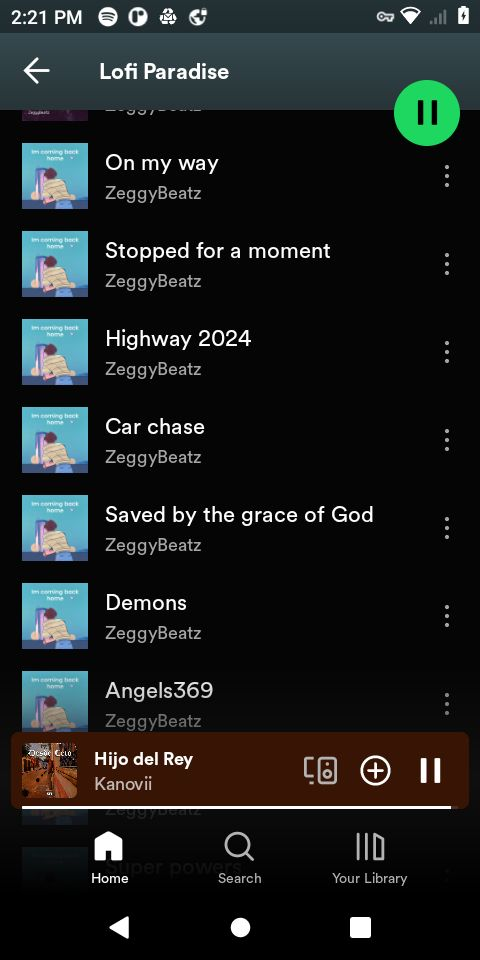 2:21 PM
Lofi Paradise
ZeggyBeatz
Im coming back
home
On my way
ZeggyBeatz
Im coming back
home
Stopped for a moment
ZeggyBeatz
Im coming back
home
Highway 2024
ZeggyBeatz
Im coming back
home
Car chase
ZeggyBeatz
Im coming back
home
Saved by the grace of God
ZeggyBeatz
Im coming back
home
Demons
ZeggyBeatz
Im coming back
home
Angels369
ZeggyBeatz
Desde Cero
Hijo del Rey
Kanovii
ZeggyBeatz
Super powers
Home
Search
Your Library